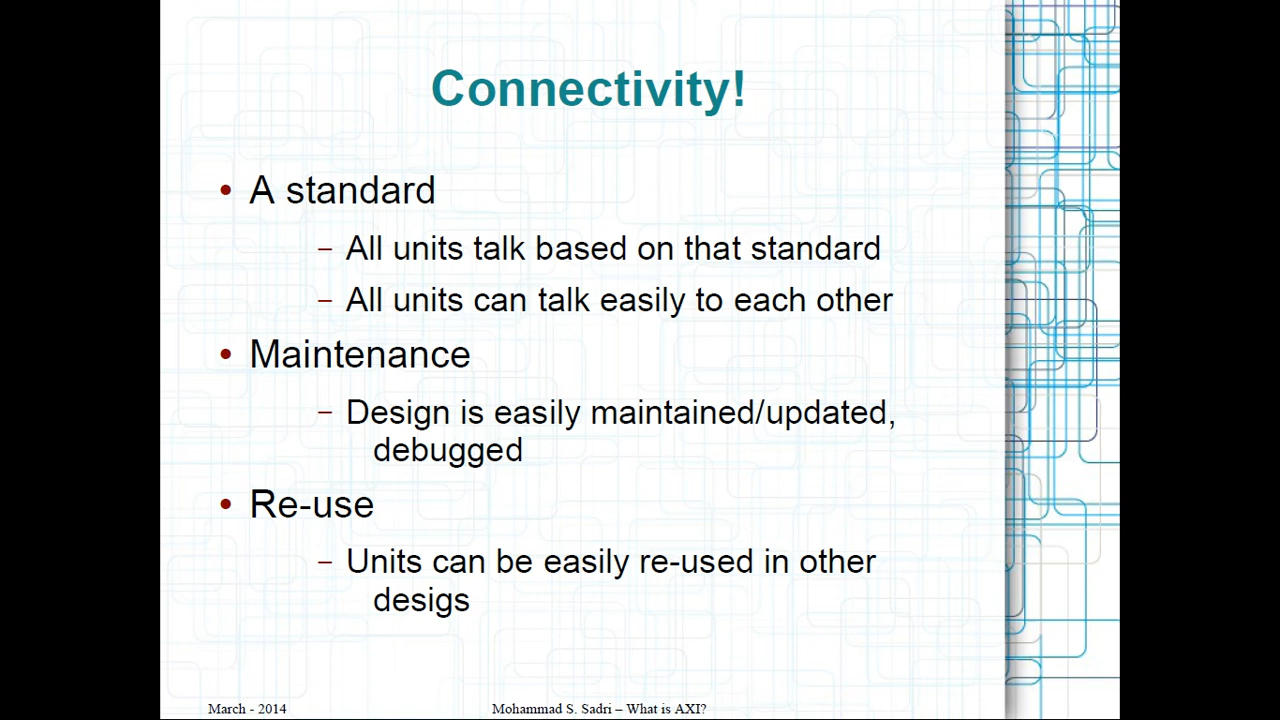 Connectivity!
• A standard
– All units talk based on that standard
– All units can talk easily to each other
• Maintenance
– Design is easily maintained/updated,
debugged
• Re-use
– Units can be easily re-used in other
desigs
March - 2014
Mohammad S. Sadri – What is AXI?